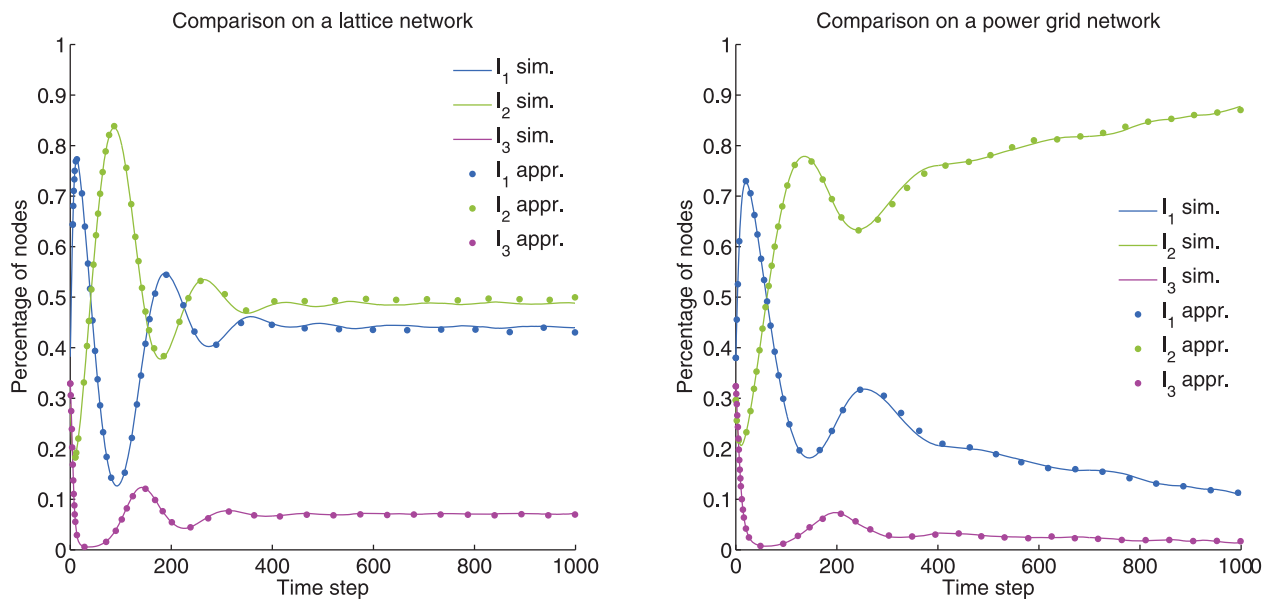 Comparison on a lattice network
Percentage of nodes
1
0.9
0.8
0.7
0.6
0.5
0.4
0.3
0.2
0.1
0
0
200
400
600
800
1000
Time step
I1 sim.
I2 sim.
I3 sim.
I1 appr.
I2 appr.
I3 appr.
Comparison on a power grid network
Percentage of nodes
1
0.9
0.8
0.7
0.6
0.5
0.4
0.3
0.2
0.1
0
0
200
400
600
800
1000
Time step
I1 sim.
I2 sim.
I3 sim.
I1 appr.
I2 appr.
I3 appr.